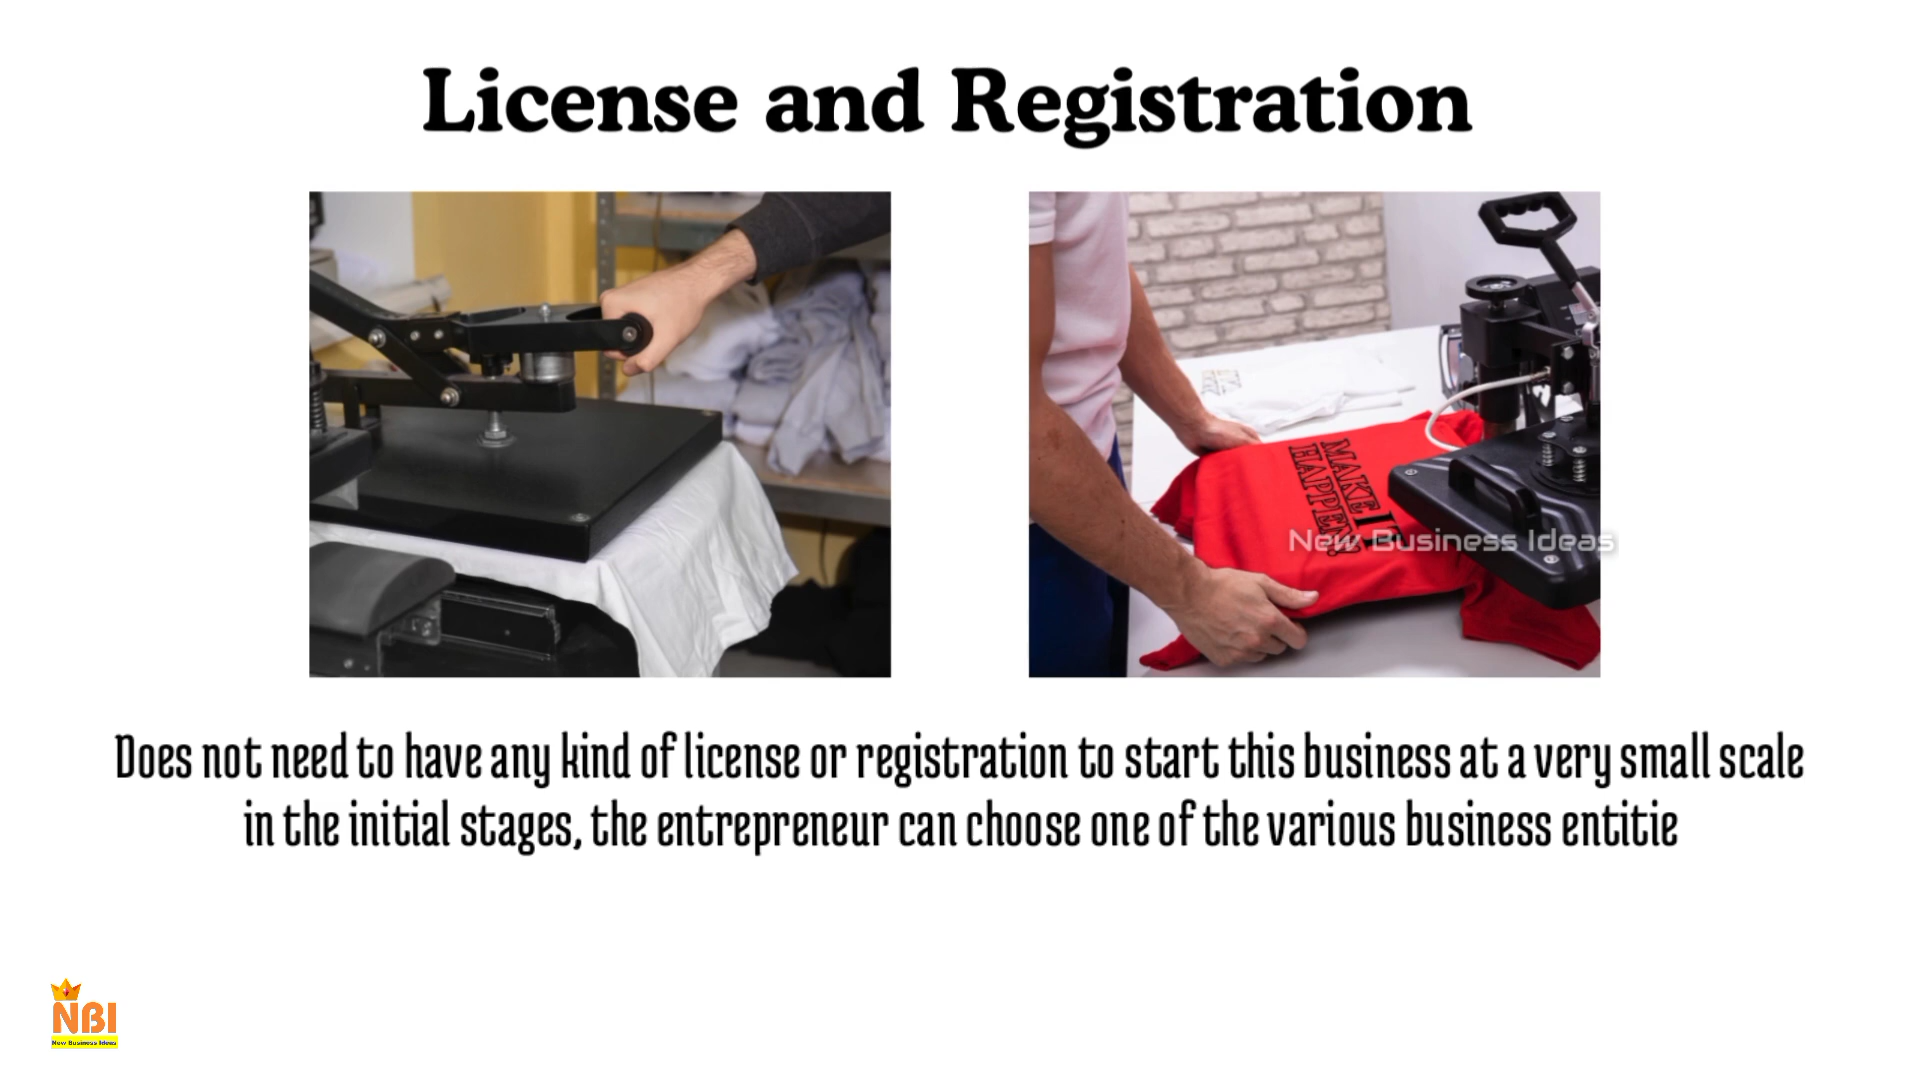 License and Registration
MAKE IT
HAPPEN!
New Business Ideas
Does not need to have any kind of license or registration to start this business at a very small scale
in the initial stages, the entrepreneur can choose one of the various business entitie
NBI
New Business Ideas